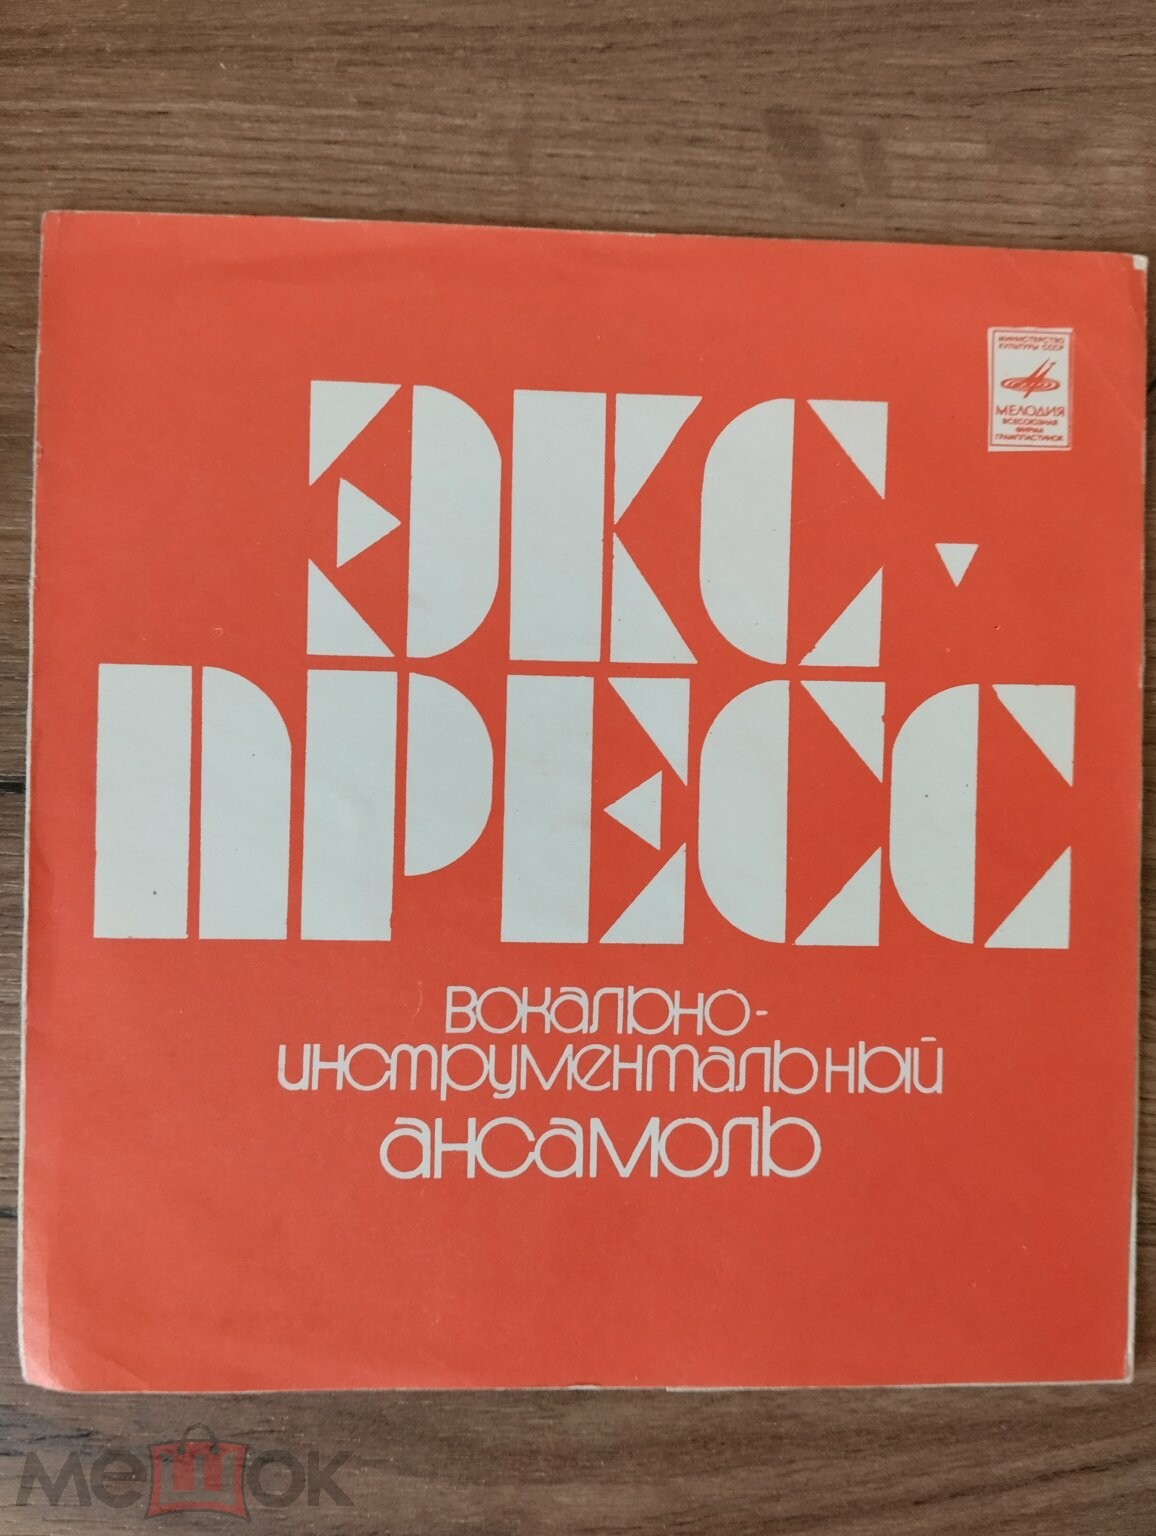 МИНИСТЕРСТВО
КУЛЬТУРЫ СССР
МЕЛОДИЯ
ВСЕСОЮЗНАЯ
ФИРМА
ГРАМПЛАСТИНОК
ЭКС-
ПРЕСС
вокально-
инструментальный
ансамбль
мешок